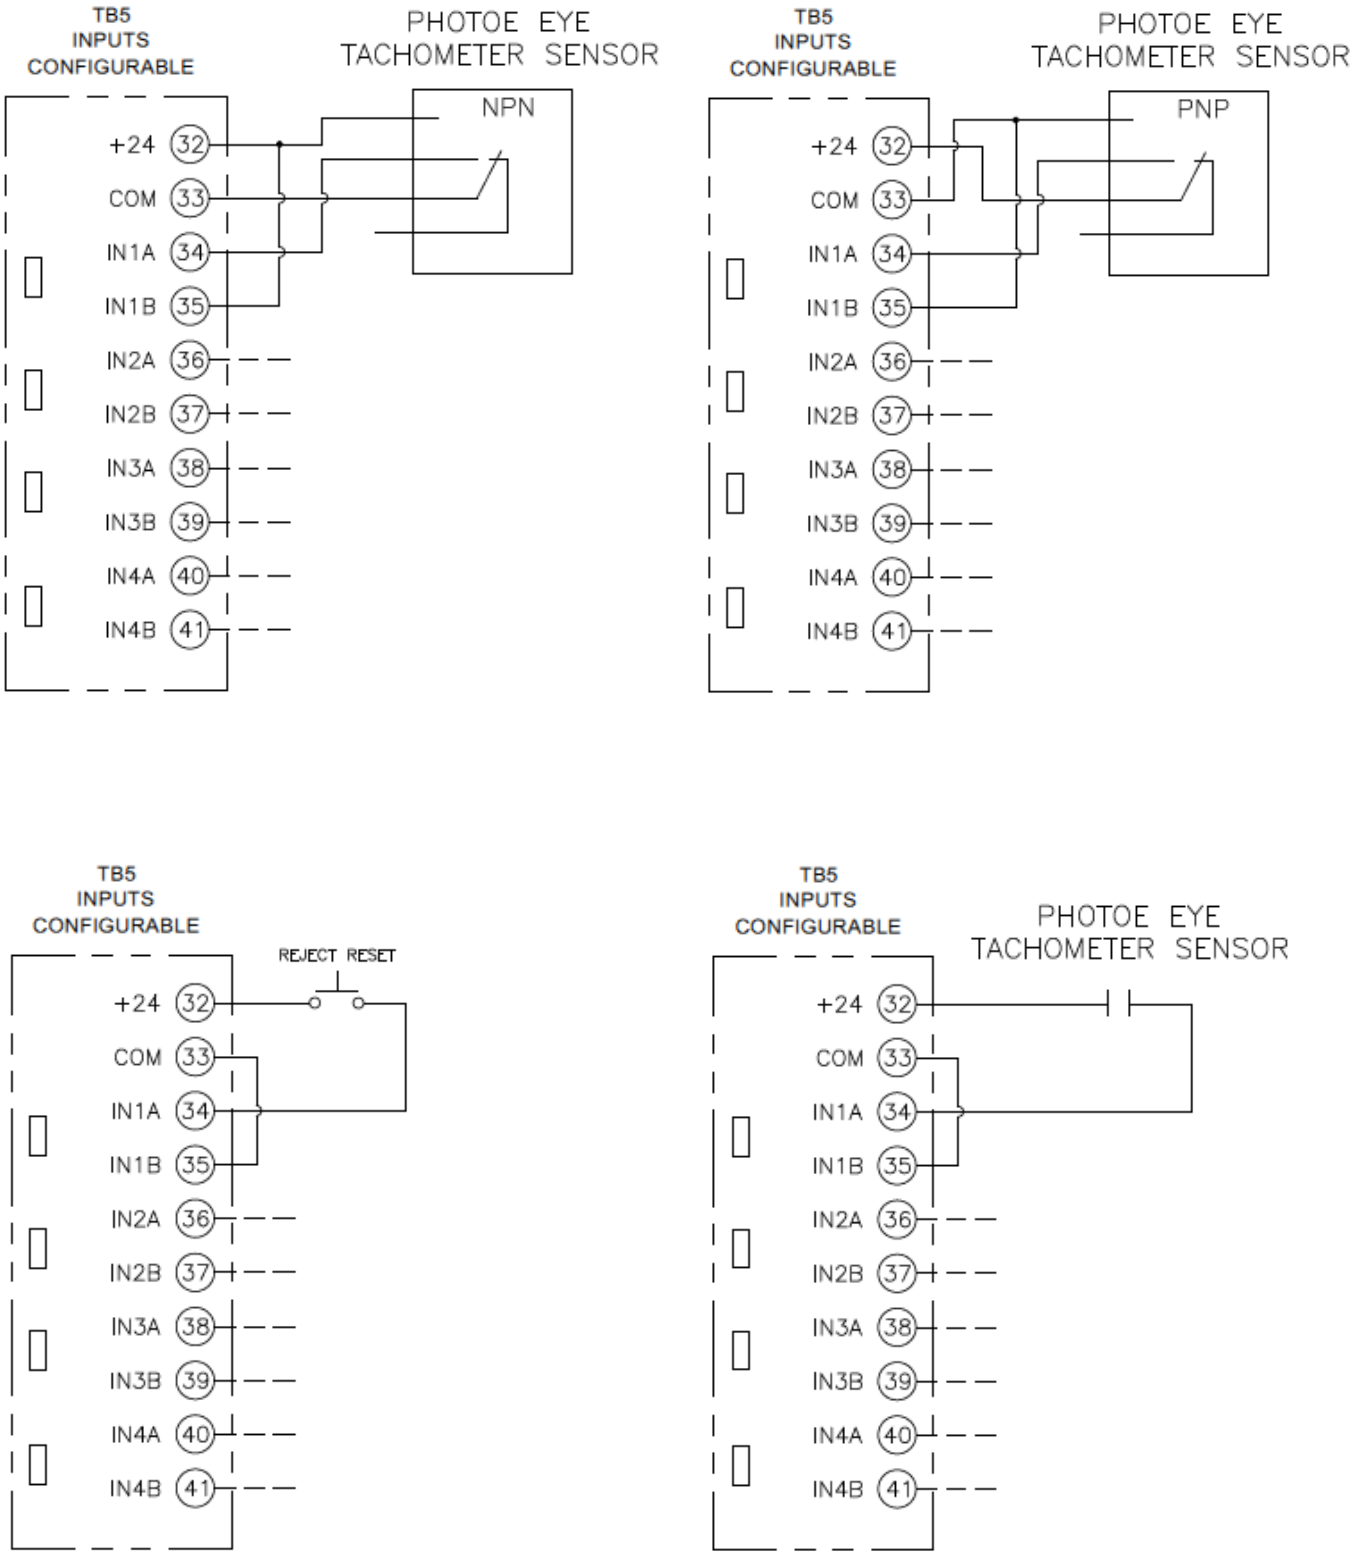 TB5
INPUTS
CONFIGURABLE
PHOTOE EYE
TACHOMETER SENSOR
NPN
+24 32
COM 33
IN1A 34
IN1B 35
IN2A 36
IN2B 37
IN3A 38
IN3B 39
IN4A 40
IN4B 41
TB5
INPUTS
CONFIGURABLE
PHOTOE EYE
TACHOMETER SENSOR
PNP
+24 32
COM 33
IN1A 34
IN1B 35
IN2A 36
IN2B 37
IN3A 38
IN3B 39
IN4A 40
IN4B 41
TB5
INPUTS
CONFIGURABLE
REJECT RESET
+24 32
COM 33
IN1A 34
IN1B 35
IN2A 36
IN2B 37
IN3A 38
IN3B 39
IN4A 40
IN4B 41
TB5
INPUTS
CONFIGURABLE
PHOTOE EYE
TACHOMETER SENSOR
+24 32
COM 33
IN1A 34
IN1B 35
IN2A 36
IN2B 37
IN3A 38
IN3B 39
IN4A 40
IN4B 41